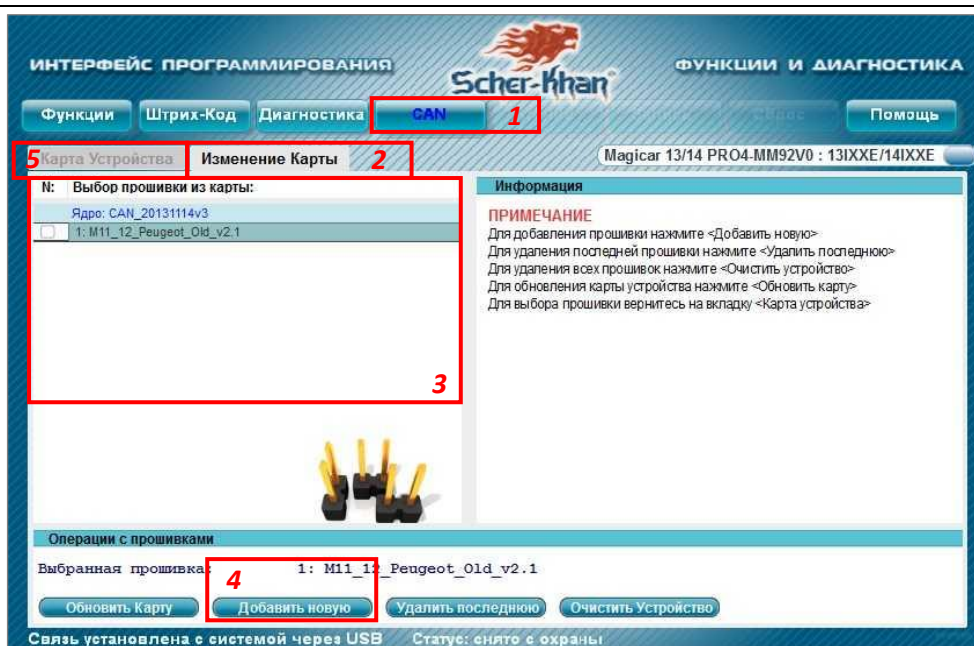 ИНТЕРФЕЙС ПРОГРАММИРОВАНИЯ
Scher-Khan
ФУНКЦИИ И ДИАГНОСТИКА
Функции Штрих-Код Диагностика CAN 1 Помощь
5 Карта Устройства Изменение Карты 2 Magicar 13/14 PRO4-MM92V0 : 13IXXE/14IXXE
N: Выбор прошивки из карты:
Ядро: CAN_20131114v3
1: M11_12_Peugeot_Old_v2.1
3
Информация
ПРИМЕЧАНИЕ
Для добавления прошивки нажмите <Добавить новую>
Для удаления последней прошивки нажмите <Удалить последнюю>
Для удаления всех прошивок нажмите <Очистить устройство>
Для обновления карты устройства нажмите <Обновить карту>
Для выбора прошивки вернитесь на вкладку <Карта устройства>
Операции с прошивками
Выбранная прошивка: 1: M11_12_Peugeot_Old_v2.1
4
Обновить Карту Добавить новую Удалить последнюю Очистить Устройство
Связь установлена с системой через USB Статус: снято с охраны